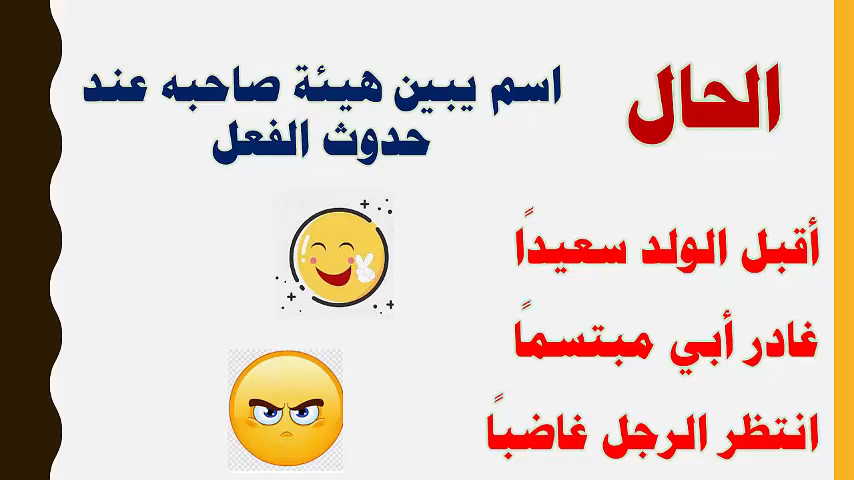 الحال
اسم يبين هيئة صاحبه عند
حدوث الفعل
أقبل الولد سعيداً
غادر أبي مبتسماً
انتظر الرجل غاضباً